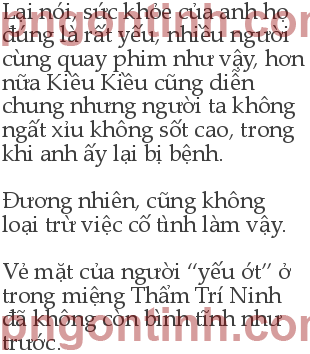 Lại nói, sức khỏe của anh họ
đúng là rất yếu, nhiều người
cùng quay phim như vậy, hơn
nữa Kiều Kiều cũng diễn
chung nhưng người ta không
ngất xỉu không sốt cao, trong
khi anh ấy lại bị bệnh.
Đương nhiên, cũng không
loại trừ việc cố tình làm vậy.
Vẻ mặt của người “yếu ớt” ở
trong miệng Thẩm Trí Ninh
đã không còn bình tĩnh như
trước.
pngontinh.com
pngontinh.com